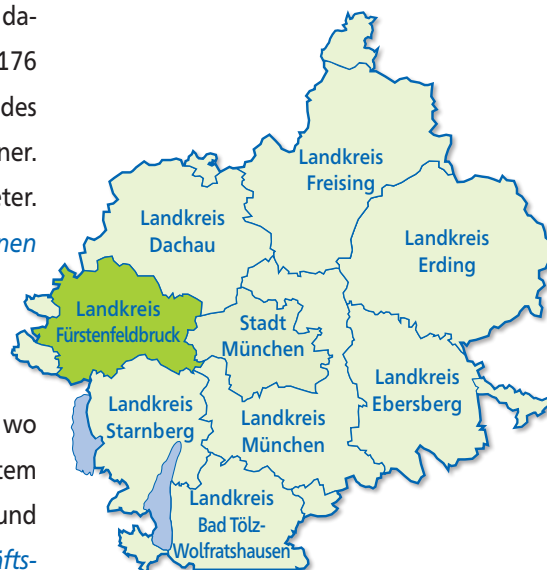 da-
176
des
ner.
ter.
nen
wo
tem
und
äfts-
Landkreis
Freising
Landkreis
Dachau
Landkreis
Erding
Landkreis
Fürstenfeldbruck
Stadt
München
Landkreis
Ebersberg
Landkreis
Starnberg
Landkreis
München
Landkreis
Bad Tölz-
Wolfratshausen